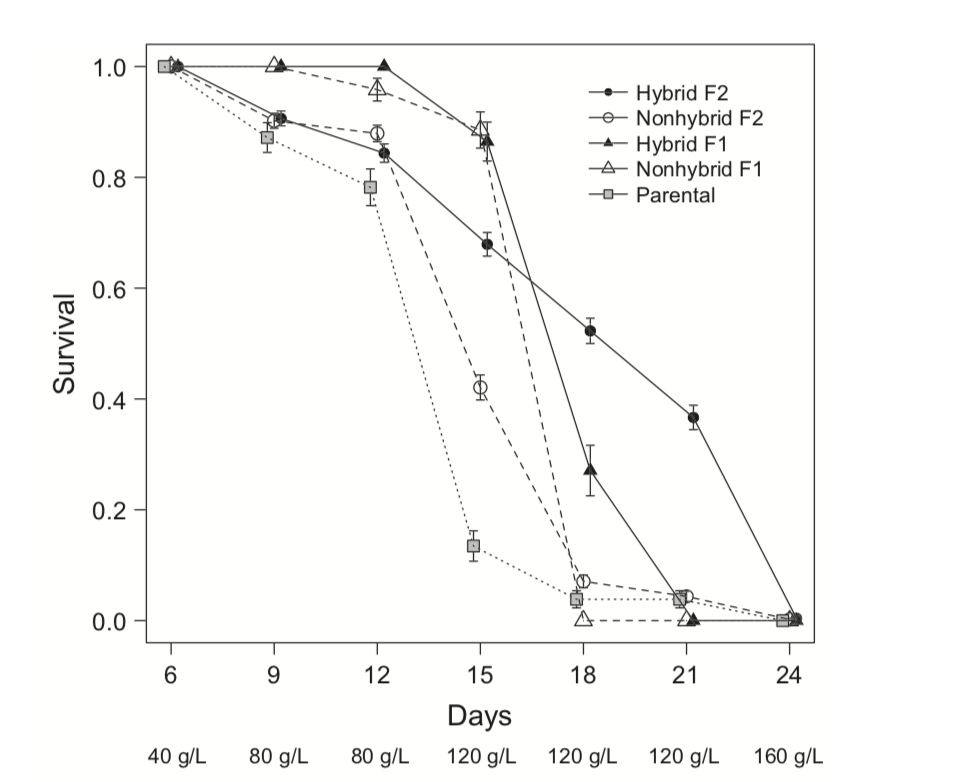 1.0
0.8
0.6
0.4
0.2
0.0
Survival
Hybrid F2
Nonhybrid F2
Hybrid F1
Nonhybrid F1
Parental
6 9 12 15 18 21 24
Days
40 g/L 80 g/L 80 g/L 120 g/L 120 g/L 120 g/L 160 g/L